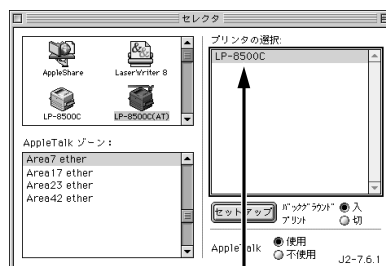 セレクタ
プリンタの選択:
LP-8500C
AppleShare
LaserWriter 8
LP-8500C
LP-8500C(AT)
AppleTalk ゾーン：
Area7 ether
Area17 ether
Area23 ether
Area42 ether
セットアップ
バックグラウンド
プリント
入
切
AppleTalk
使用
不使用
J2-7.6.1